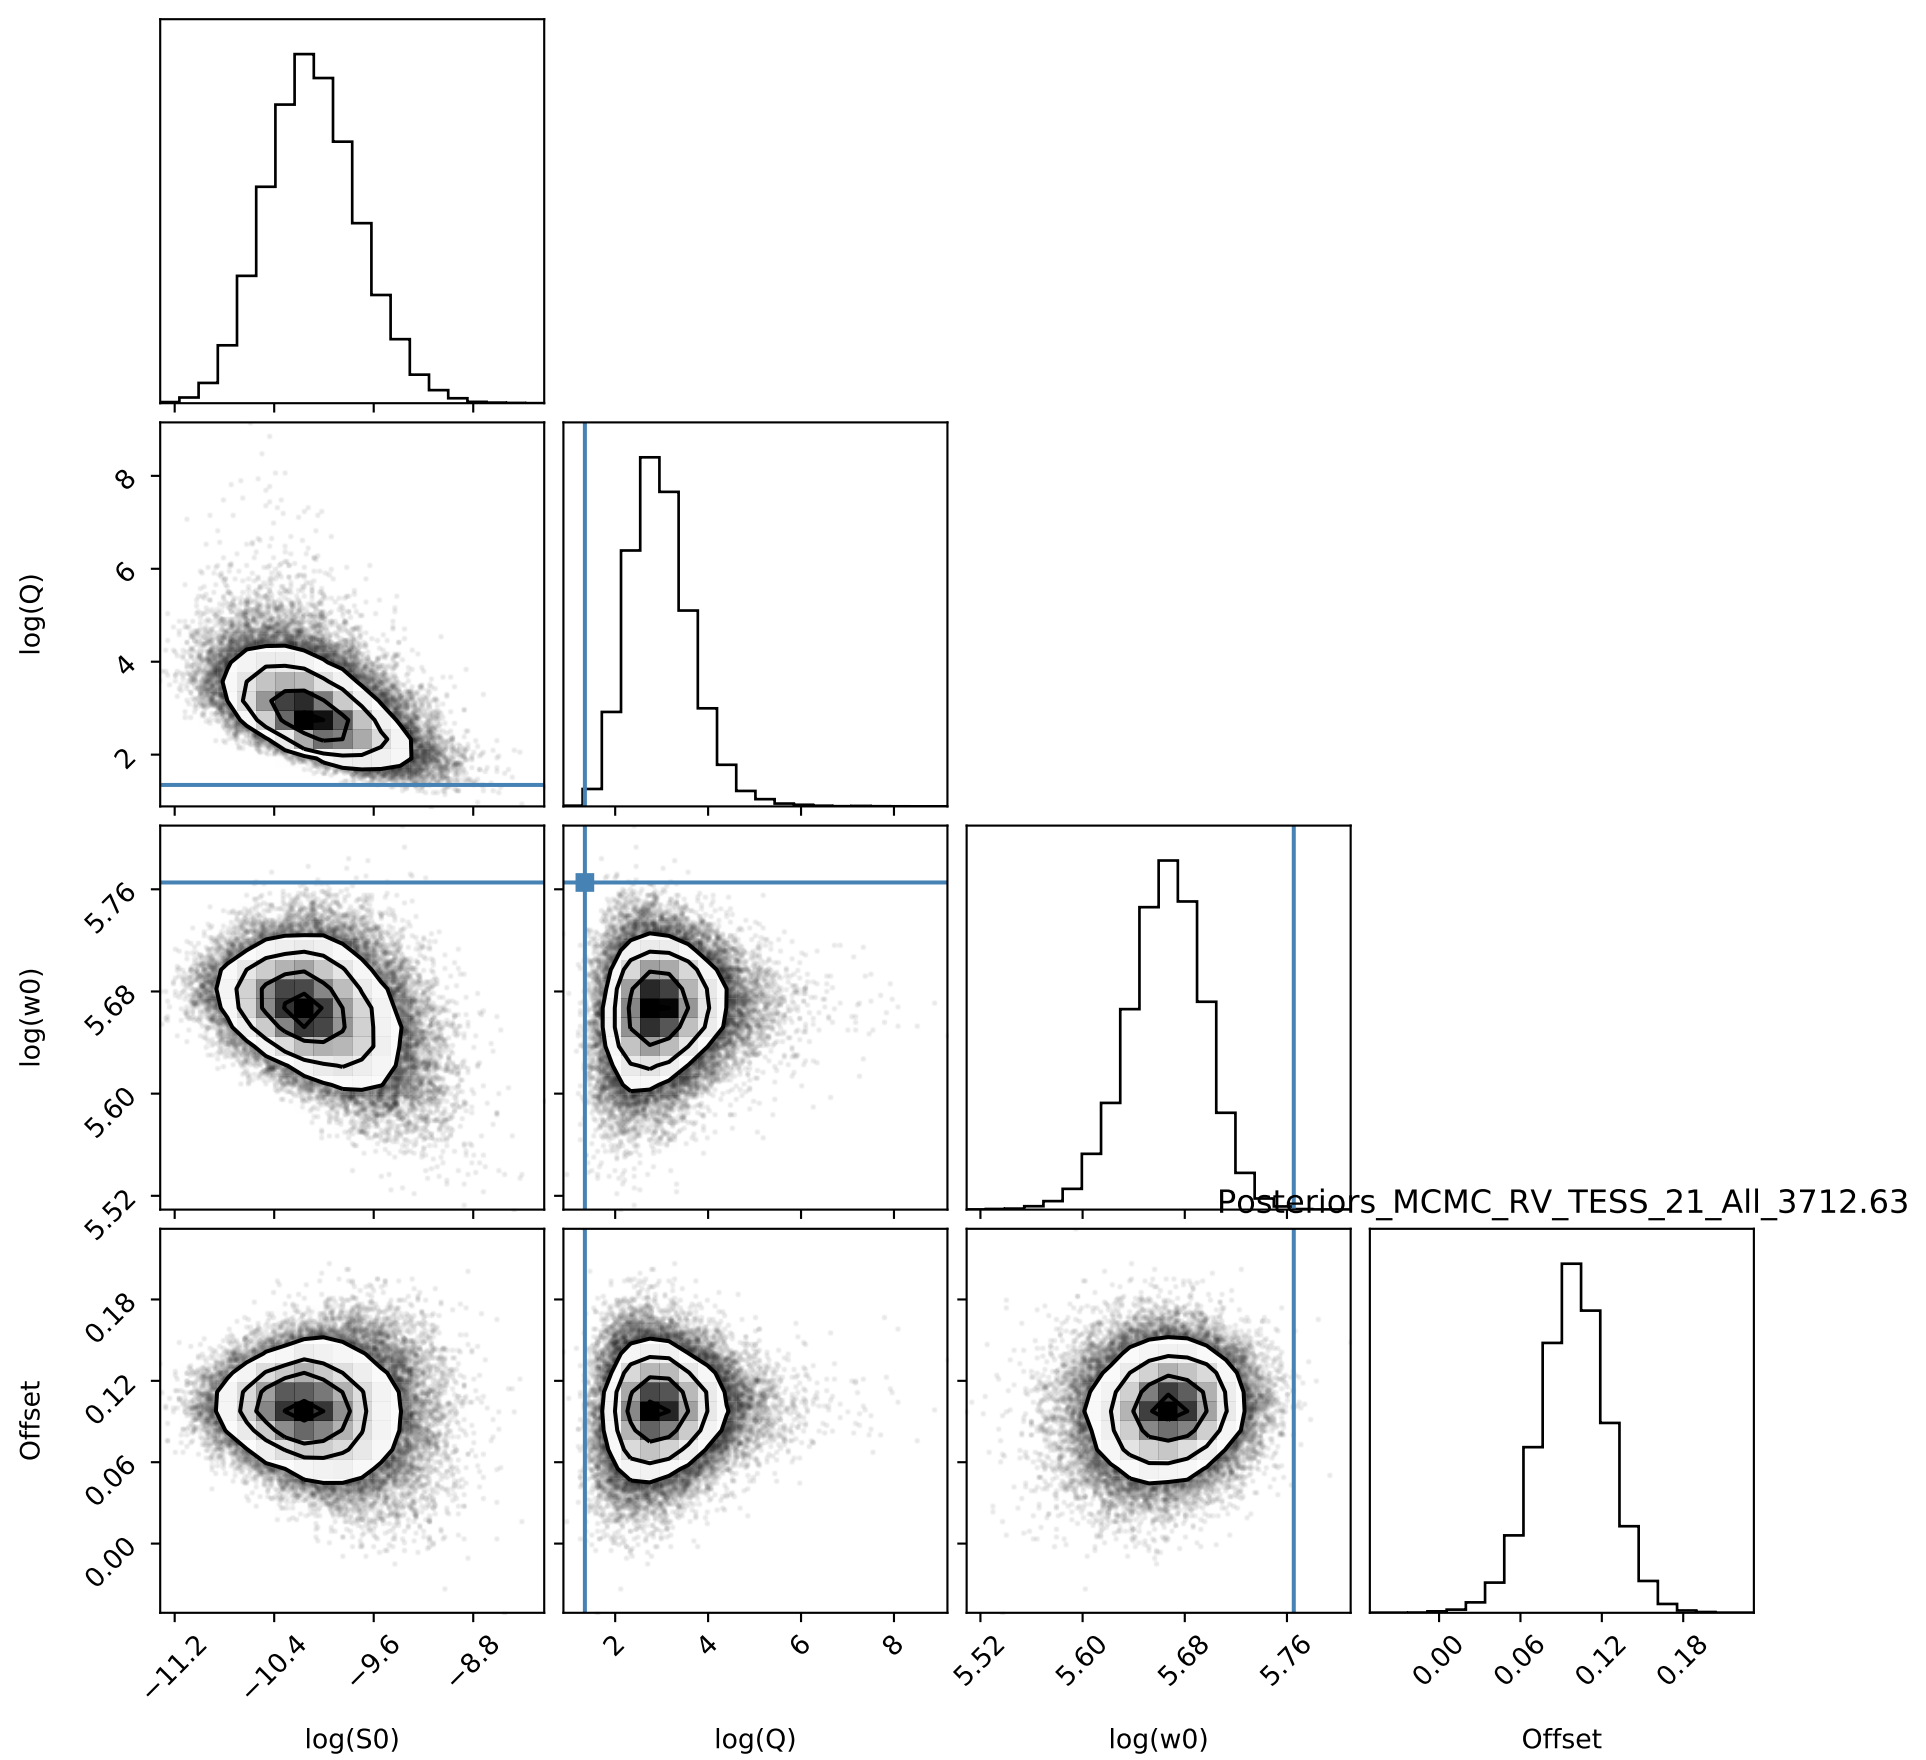 log(Q)
8
6
4
2
log(w0)
5.76
5.68
5.60
5.52
Posteriors_MCMC_RV_TESS_21_All_3712.63
Offset
0.18
0.12
0.06
0.00
−11.2 −10.4 −9.6 −8.8 2 4 6 8 5.52 5.60 5.68 5.76 0.00 0.06 0.12 0.18
log(S0) log(Q) log(w0) Offset